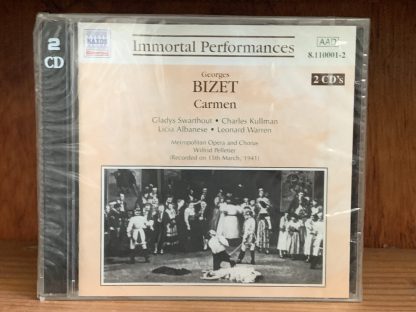 2
CD
NAXOS
Immortal Performances
AAD
8.110001-2
2 CD's
Georges
BIZET
Carmen
Gladys Swarthout • Charles Kullman
Licia Albanese • Leonard Warren
Metropolitan Opera and Chorus
Wilfrid Pelletier
(Recorded on 15th March, 1941)